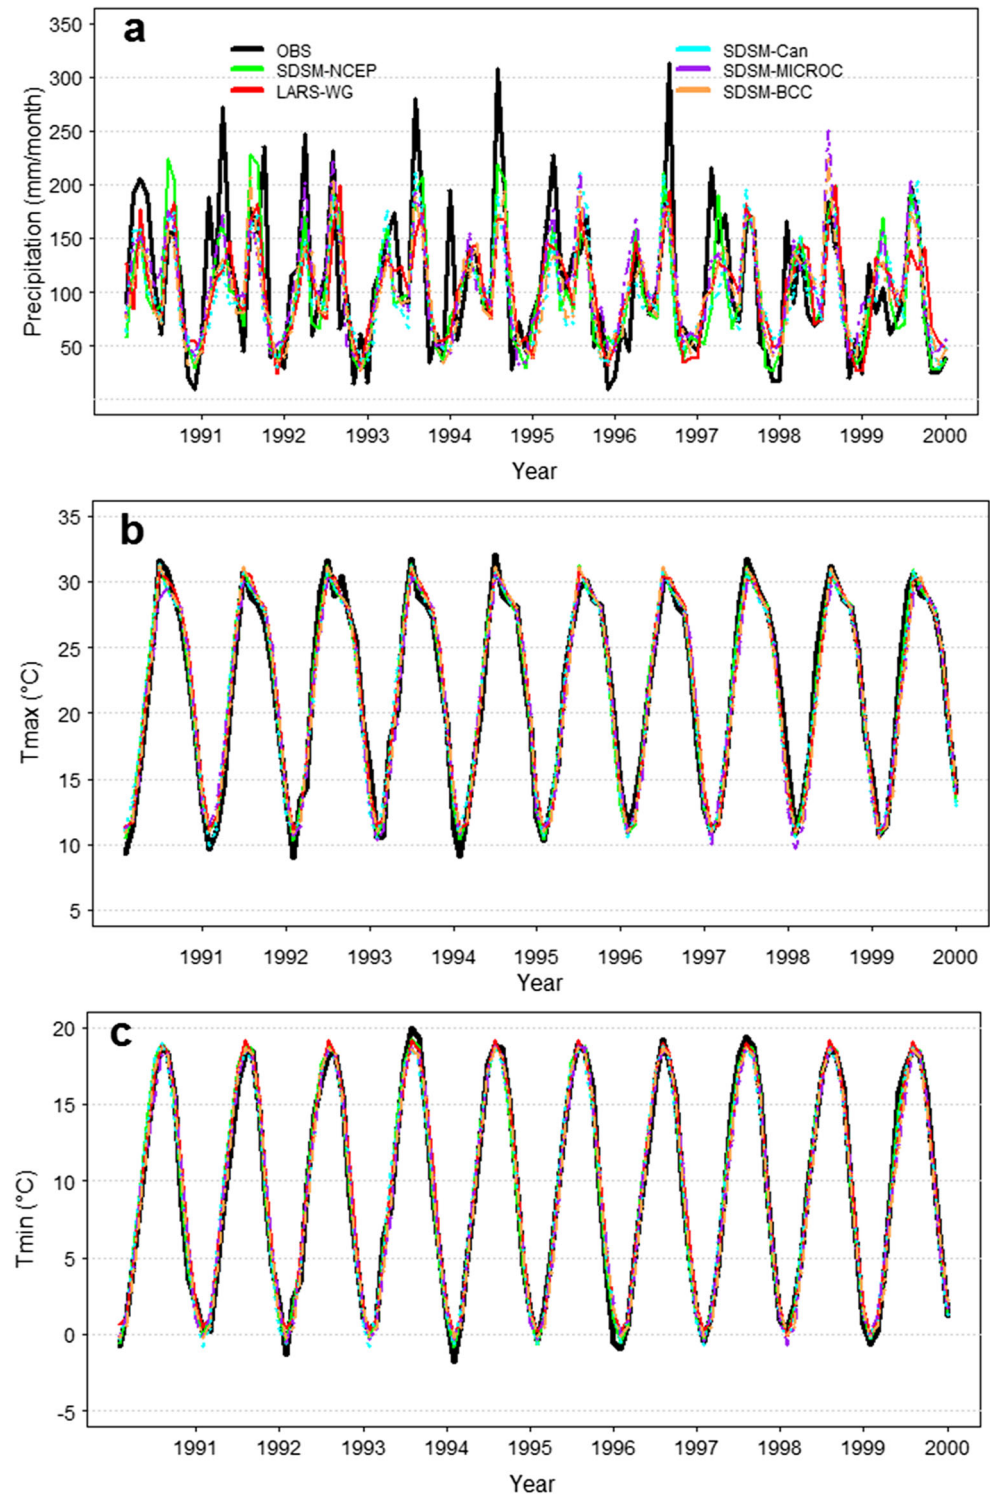 a
350
300
250
200
150
100
50
Precipitation (mm/month)
OBS
SDSM-NCEP
LARS-WG
SDSM-Can
SDSM-MICROC
SDSM-BCC
1991 1992 1993 1994 1995 1996 1997 1998 1999 2000
Year
b
35
30
25
20
15
10
5
Tmax (°C)
1991 1992 1993 1994 1995 1996 1997 1998 1999 2000
Year
c
20
15
10
5
0
-5
Tmin (°C)
1991 1992 1993 1994 1995 1996 1997 1998 1999 2000
Year